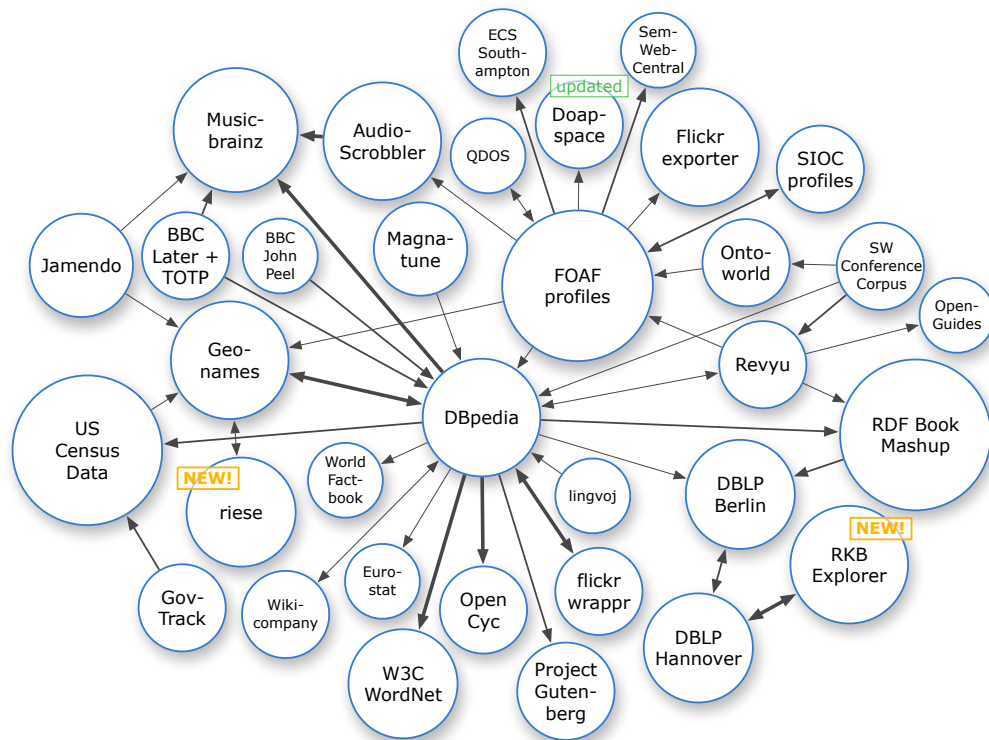 ECS
South-
ampton
Sem-
Web-
Central
updated
Doap-
space
Music-
brainz
Audio-
Scrobbler
QDOS
Flickr
exporter
SIOC
profiles
Jamendo
BBC
Later +
TOTP
BBC
John
Peel
Magna-
tune
FOAF
profiles
Onto-
world
SW
Conference
Corpus
Open-
Guides
Geo-
names
Revyu
US
Census
Data
DBpedia
RDF Book
Mashup
NEW!
riese
World
Fact-
book
lingvoj
DBLP
Berlin
NEW!
RKB
Explorer
Gov-
Track
Wiki-
company
Euro-
stat
Open
Cyc
flickr
wrappr
DBLP
Hannover
W3C
WordNet
Project
Guten-
berg